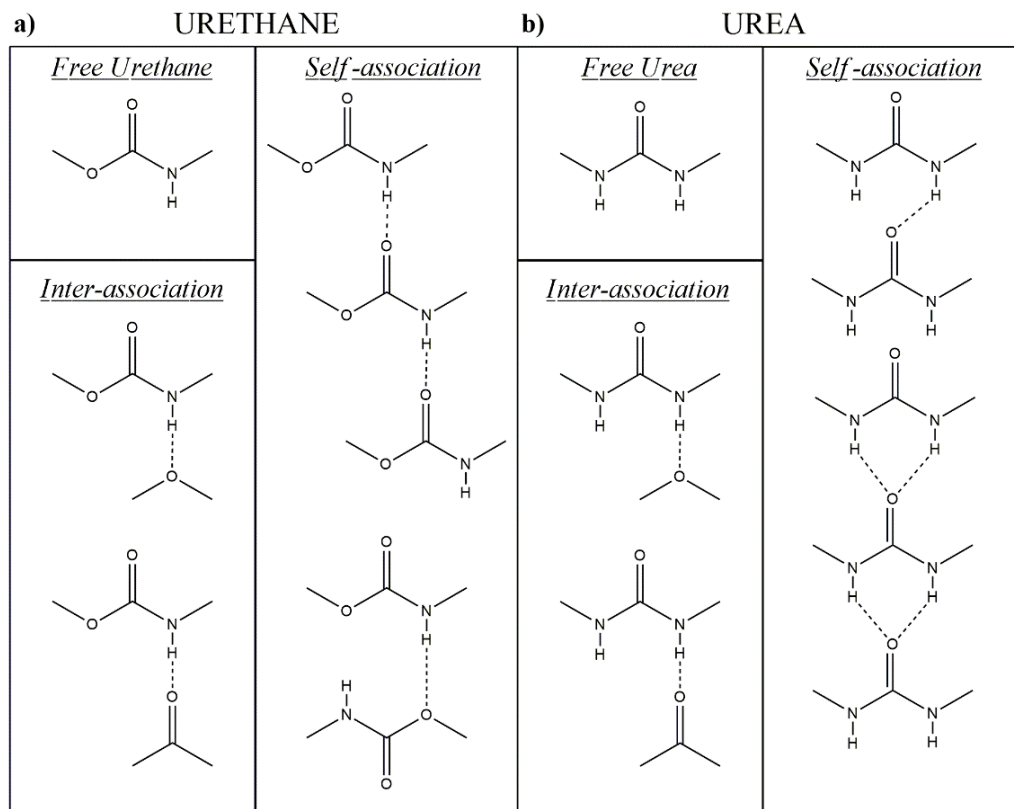 a) URETHANE
Free Urethane
O
O N
H
Inter-association
O
O N
H
O
O
O N
H
O
Self-association
O
O N
H
O
O N
H
O
O N
H
O
O N
H
H
N O
O
b) UREA
Free Urea
O
N N
H H
Inter-association
O
N N
H H
O
O
N N
H H
O
Self-association
O
N N
H H
O
N N
H H
O
N N
H H
O
N N
H H
O
N N
H H